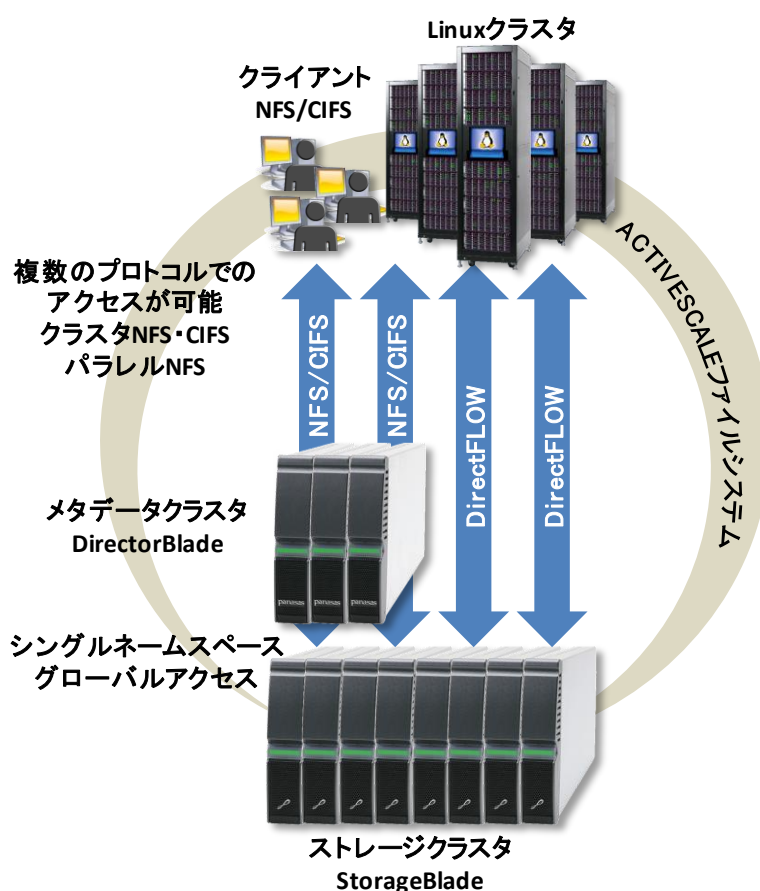 Linuxクラスタ
クライアント
NFS/CIFS
複数のプロトコルでの
アクセスが可能
クラスタNFS・CIFS
パラレルNFS
NFS/CIFS
NFS/CIFS
DirectFLOW
DirectFLOW
ACTIVESCALEファイルシステム
メタデータクラスタ
DirectorBlade
panasas
panasas
panasas
シングルネームスペース
グローバルアクセス
ストレージクラスタ
StorageBlade